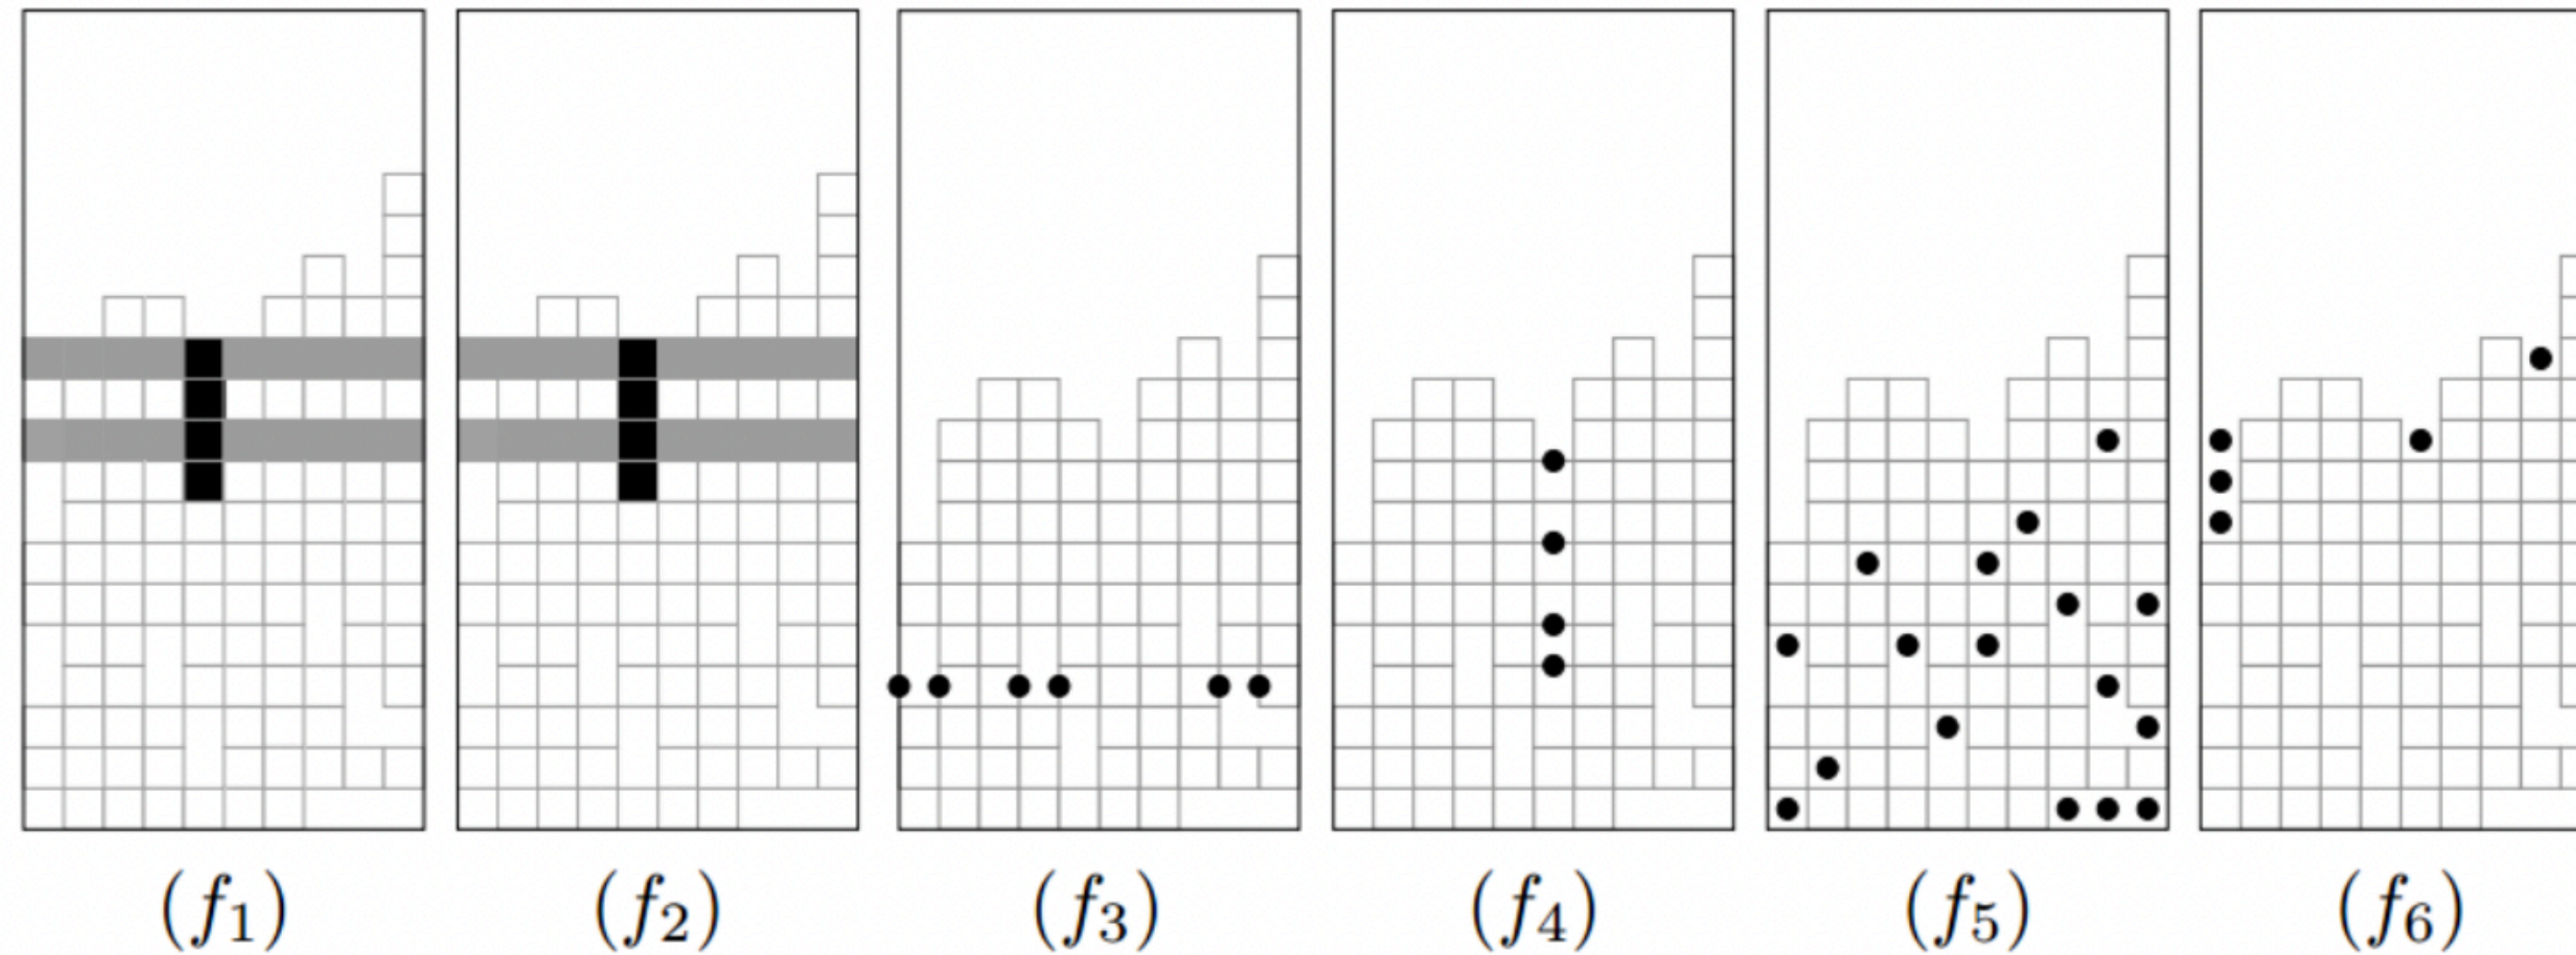 (f₁) (f₂) (f₃) (f₄) (f₅) (f₆)